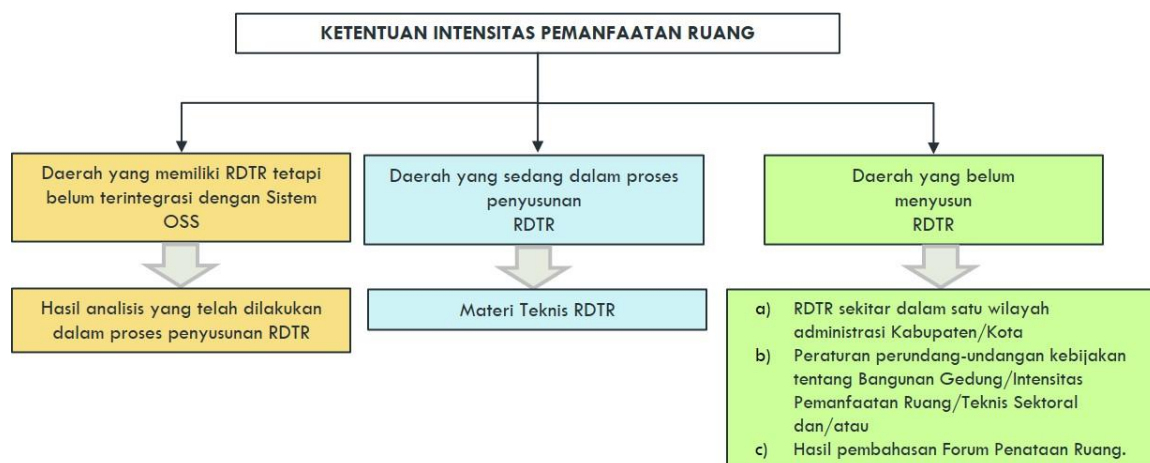 KETENTUAN INTENSITAS PEMANFAATAN RUANG
Daerah yang memiliki RDTR tetapi
belum terintegrasi dengan Sistem
OSS
Hasil analisis yang telah dilakukan
dalam proses penyusunan RDTR
Daerah yang sedang dalam proses
penyusunan
RDTR
Materi Teknis RDTR
Daerah yang belum
menyusun
RDTR
a) RDTR sekitar dalam satu wilayah
administrasi Kabupaten/Kota
b) Peraturan perundang-undangan kebijakan
tentang Bangunan Gedung/Intensitas
Pemanfaatan Ruang/Teknis Sektoral
dan/atau
c) Hasil pembahasan Forum Penataan Ruang.